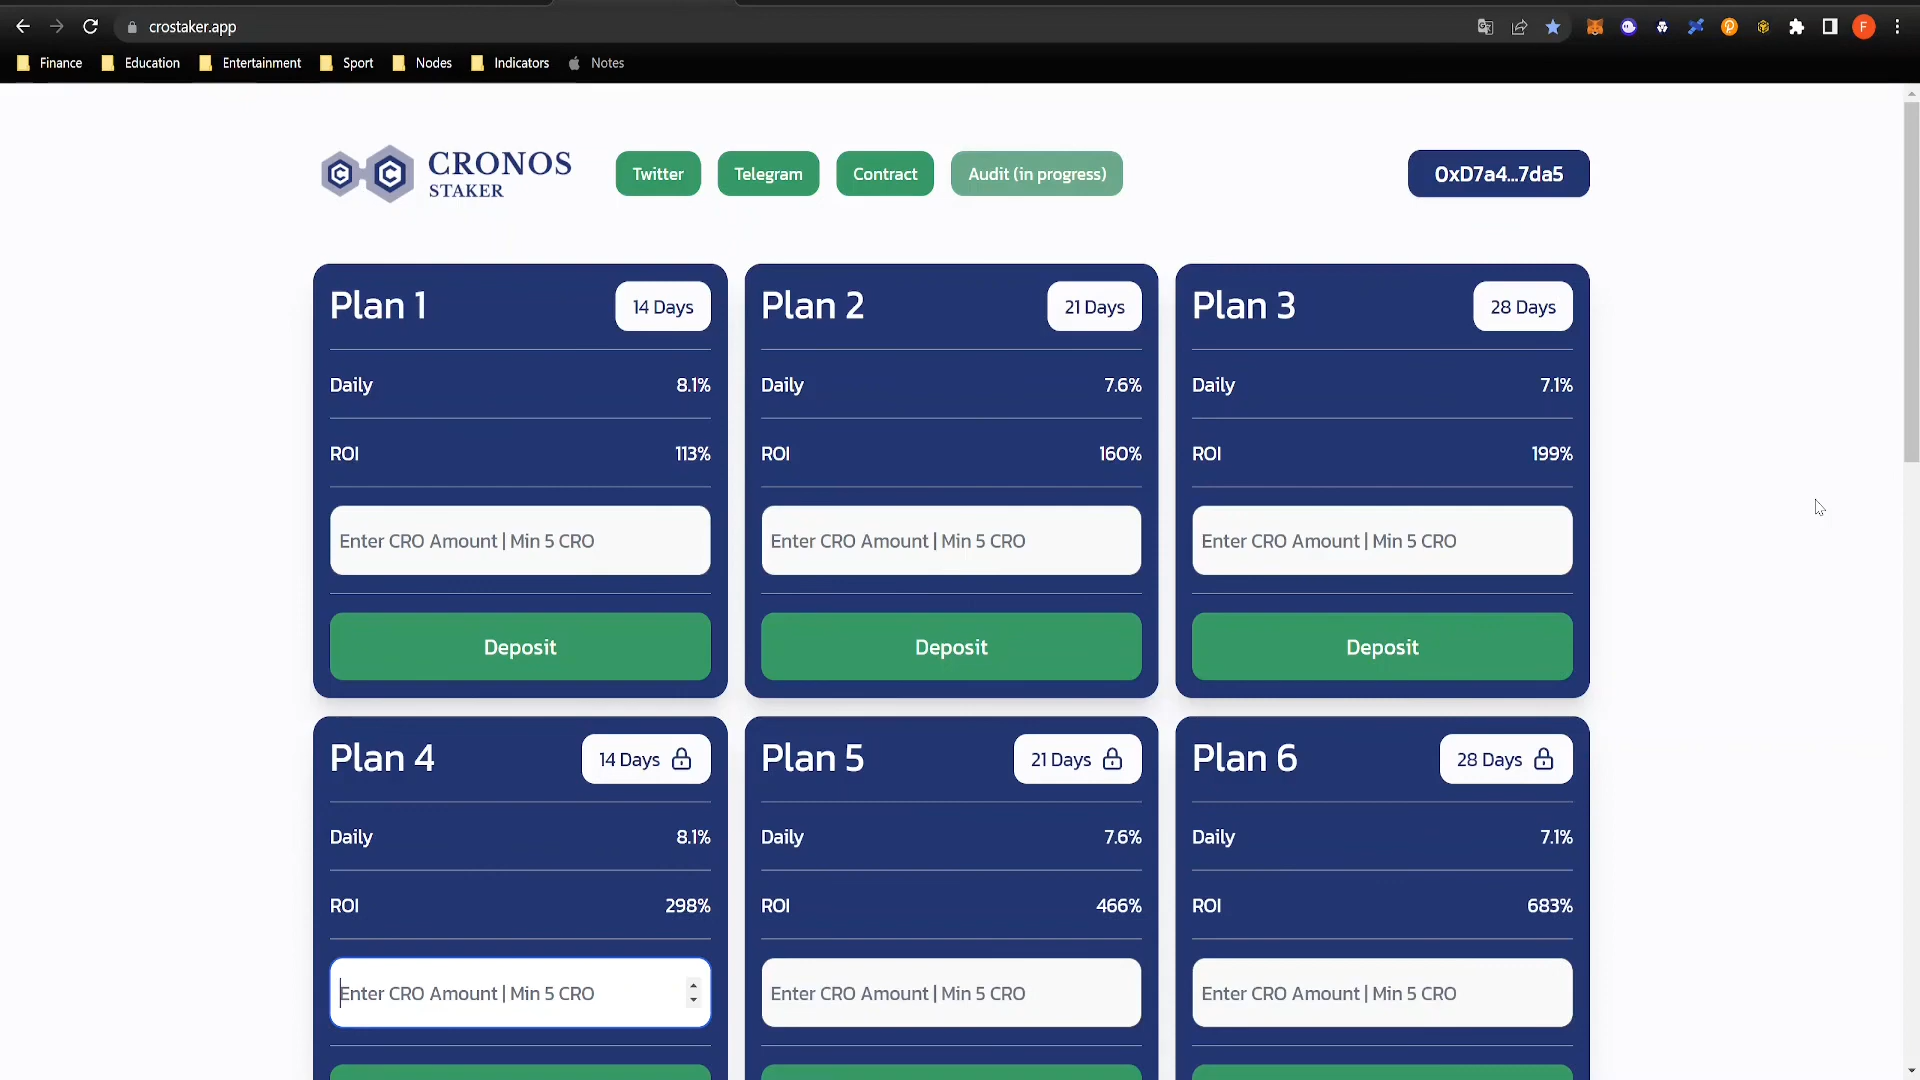 crostaker.app
F
Finance Education Entertainment Sport Nodes Indicators Notes
CRONOS
STAKER
Twitter Telegram Contract Audit (in progress) 0xD7a4...7da5
Plan 1 14 Days
Daily 8.1%
ROI 113%
Enter CRO Amount | Min 5 CRO
Deposit
Plan 2 21 Days
Daily 7.6%
ROI 160%
Enter CRO Amount | Min 5 CRO
Deposit
Plan 3 28 Days
Daily 7.1%
ROI 199%
Enter CRO Amount | Min 5 CRO
Deposit
Plan 4 14 Days
Daily 8.1%
ROI 298%
Enter CRO Amount | Min 5 CRO
Plan 5 21 Days
Daily 7.6%
ROI 466%
Enter CRO Amount | Min 5 CRO
Plan 6 28 Days
Daily 7.1%
ROI 683%
Enter CRO Amount | Min 5 CRO